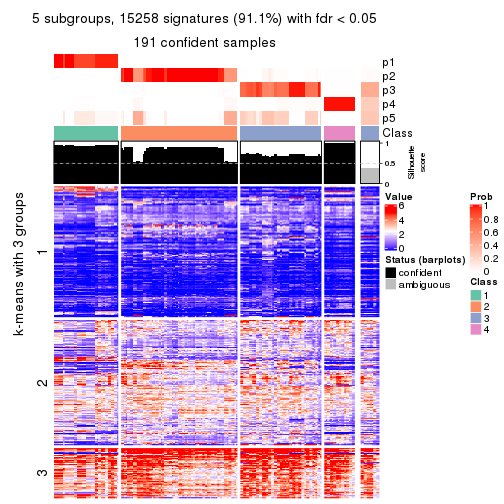 5 subgroups, 15258 signatures (91.1%) with fdr < 0.05
191 confident samples
p1
p2
p3
p4
p5
Class
1
0.5
0
Silhouette
score
k-means with 3 groups
1
2
3
Value
6
4
2
0
Status (barplots)
confident
ambiguous
Prob
1
0.8
0.6
0.4
0.2
0
Class
1
2
3
4